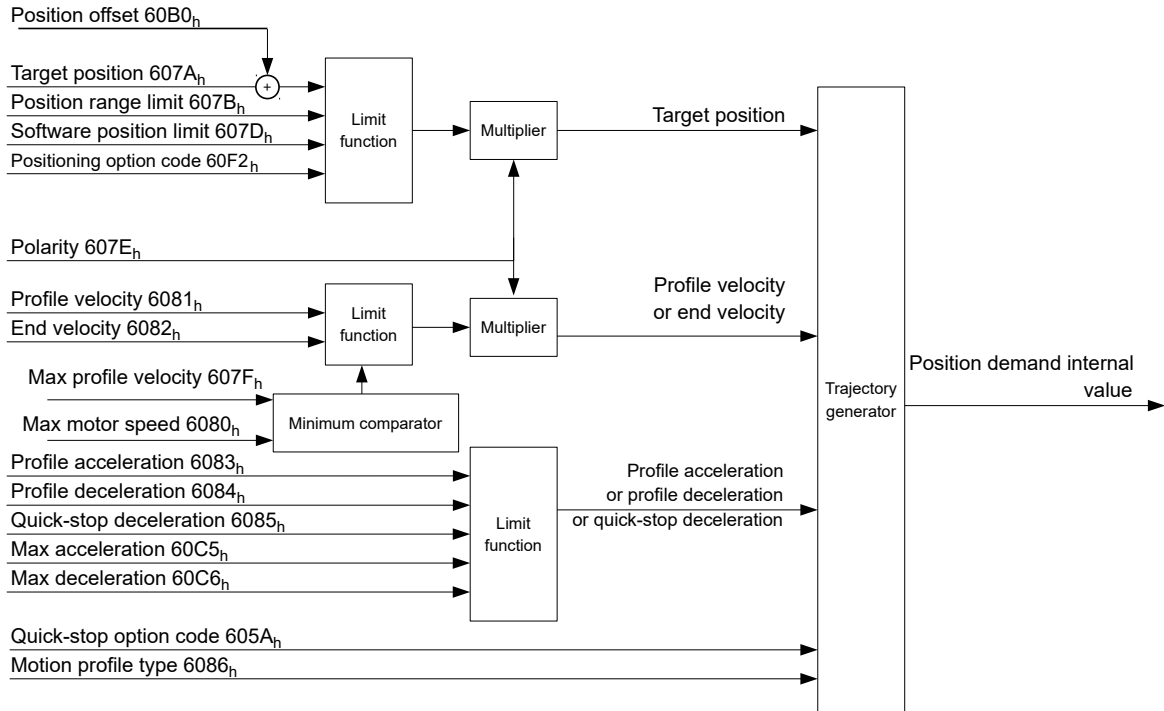 Position offset 60B0h
Target position 607Ah
+
Position range limit 607Bh
Software position limit 607Dh
Positioning option code 60F2h
Limit
function
Multiplier
Target position
Polarity 607Eh
Profile velocity 6081h
End velocity 6082h
Limit
function
Multiplier
Profile velocity
or end velocity
Max profile velocity 607Fh
Max motor speed 6080h
Minimum comparator
Trajectory
generator
Position demand internal
value
Profile acceleration 6083h
Profile deceleration 6084h
Quick-stop deceleration 6085h
Max acceleration 60C5h
Max deceleration 60C6h
Limit
function
Profile acceleration
or profile deceleration
or quick-stop deceleration
Quick-stop option code 605Ah
Motion profile type 6086h